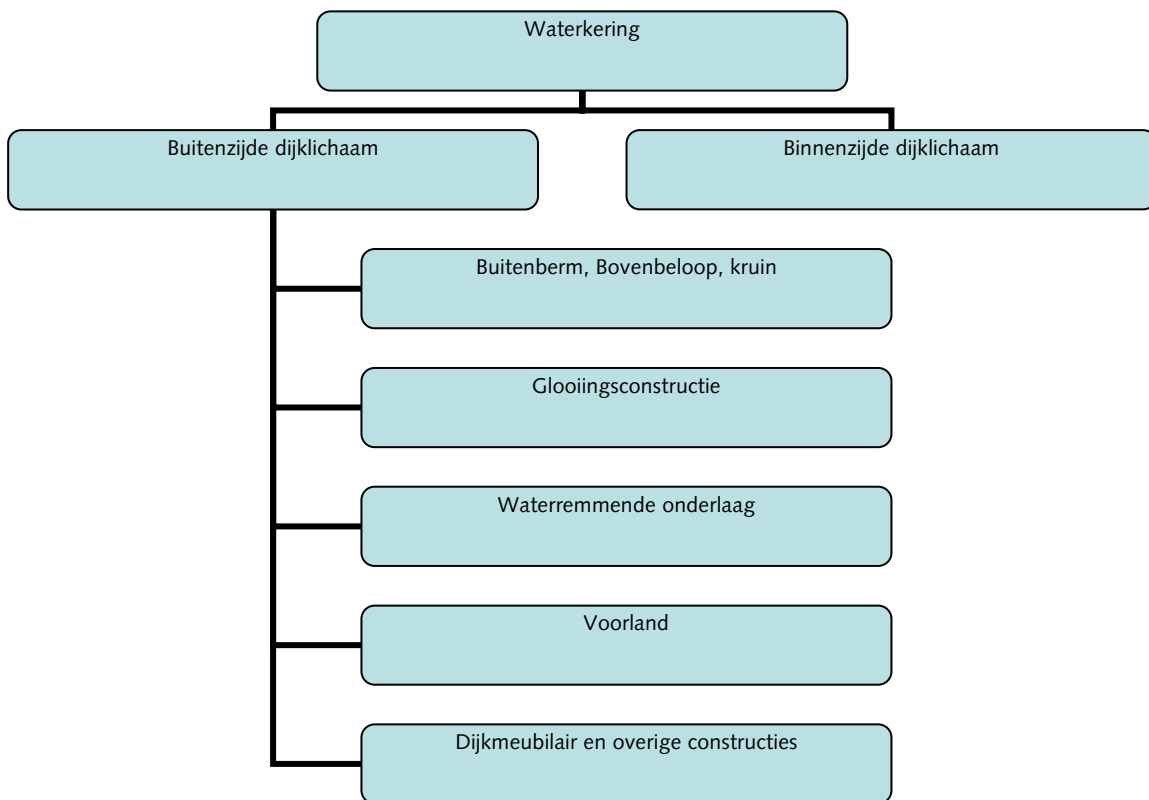 Waterkering
Buitenzijde dijklichaam
Binnenzijde dijklichaam
Buitenberm, Bovenbeloop, kruin
Glooiingsconstructie
Waterremmende onderlaag
Voorland
Dijkmeubilair en overige constructies